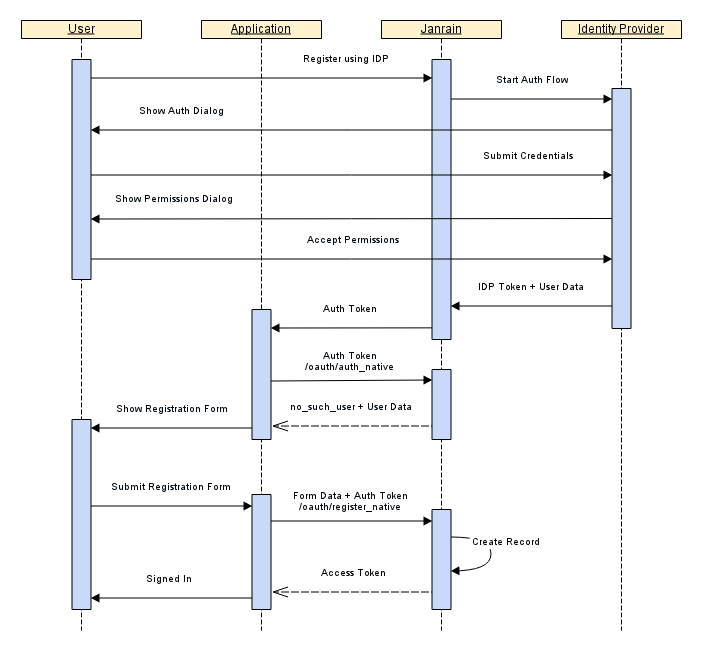 User
Application
Janrain
Identity Provider
Register using IDP
Start Auth Flow
Show Auth Dialog
Submit Credentials
Show Permissions Dialog
Accept Permissions
IDP Token + User Data
Auth Token
Auth Token
/oauth/auth_native
no_such_user + User Data
Show Registration Form
Submit Registration Form
Form Data + Auth Token
/oauth/register_native
Create Record
Access Token
Signed In